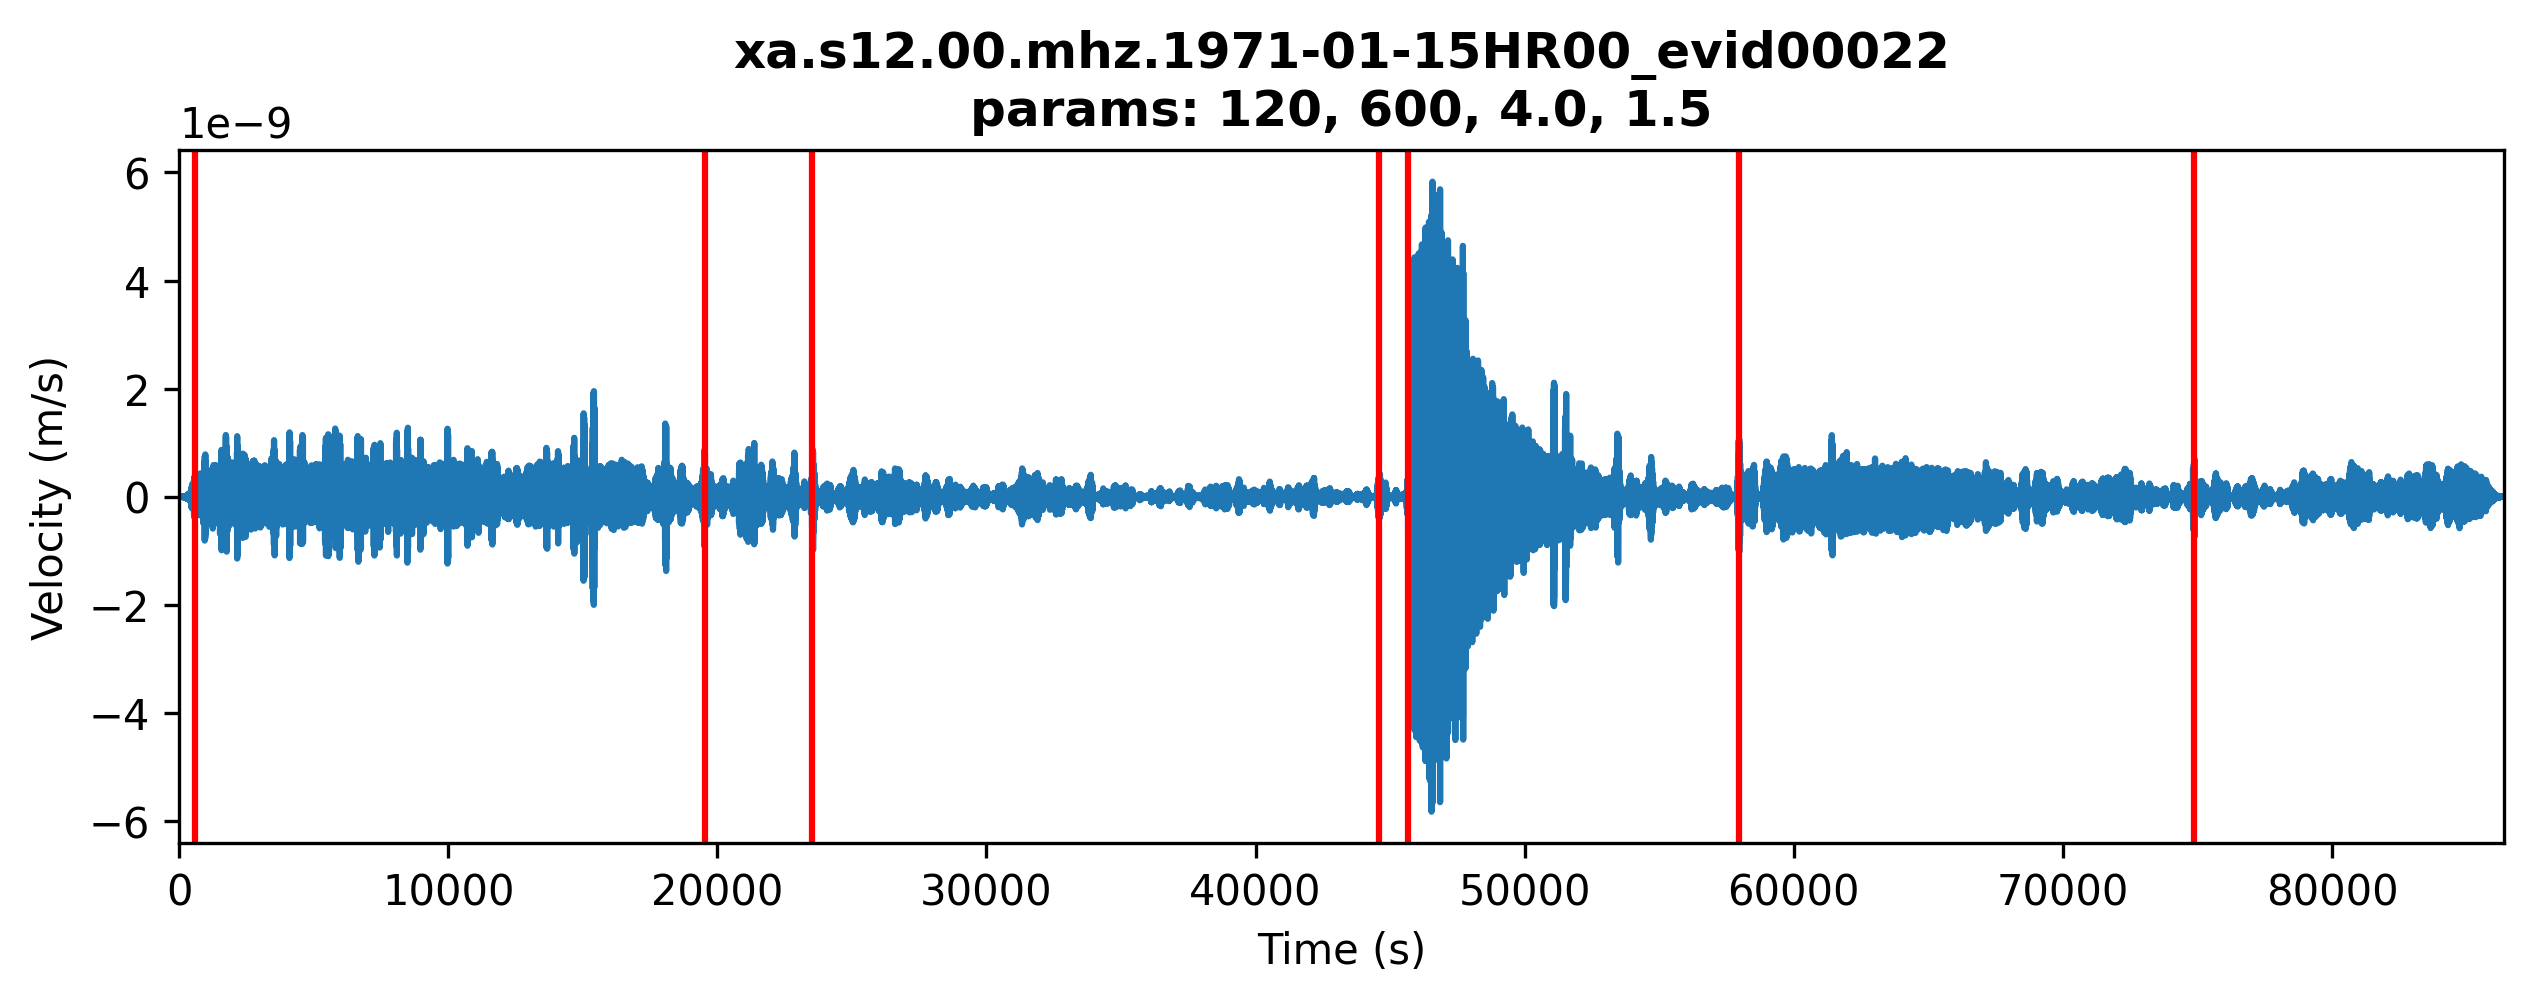 xa.s12.00.mhz.1971-01-15HR00_evid00022
params: 120, 600, 4.0, 1.5
1e−9
6
4
2
0
−2
−4
−6
Velocity (m/s)
0 10000 20000 30000 40000 50000 60000 70000 80000
Time (s)